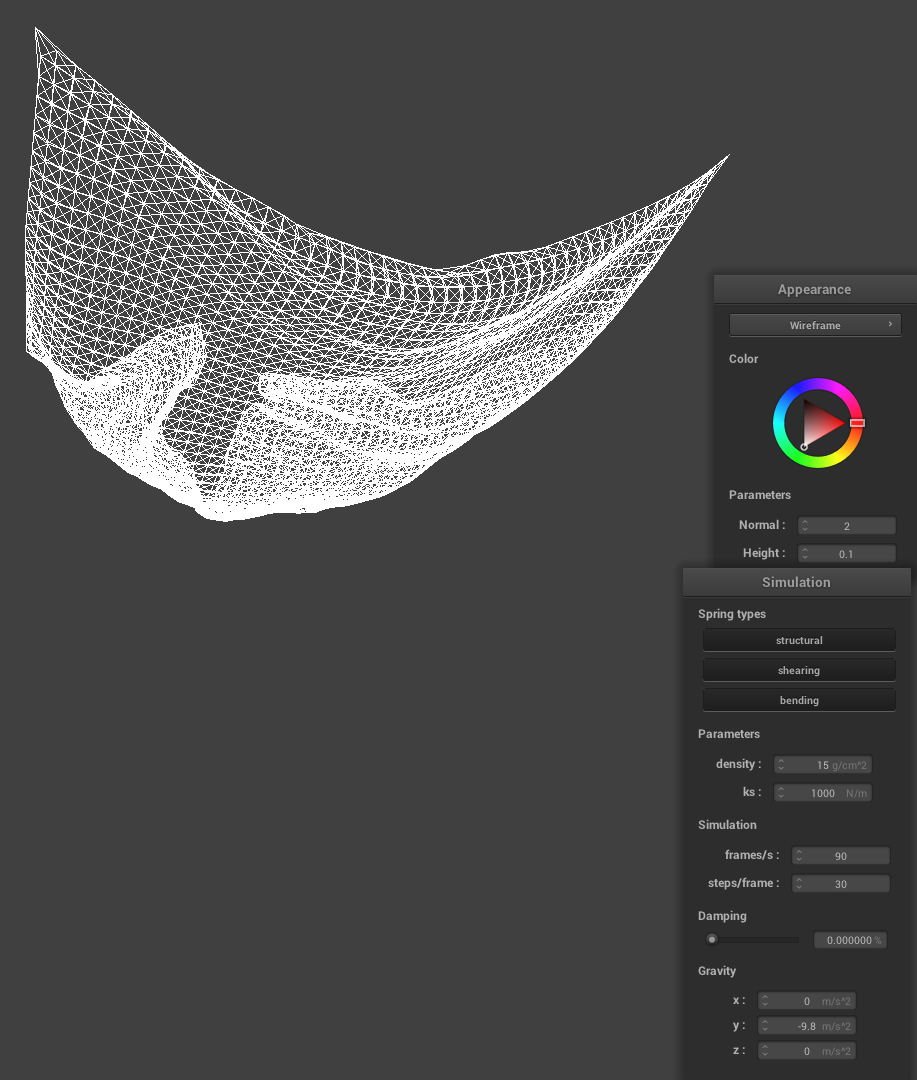 Appearance
Wireframe ›
Color
Parameters
Normal : 2
Height : 0.1
Simulation
Spring types
structural
shearing
bending
Parameters
density : 15 g/cm^2
ks : 1000 N/m
Simulation
frames/s : 90
steps/frame : 30
Damping
0.000000 %
Gravity
x : 0 m/s^2
y : -9.8 m/s^2
z : 0 m/s^2